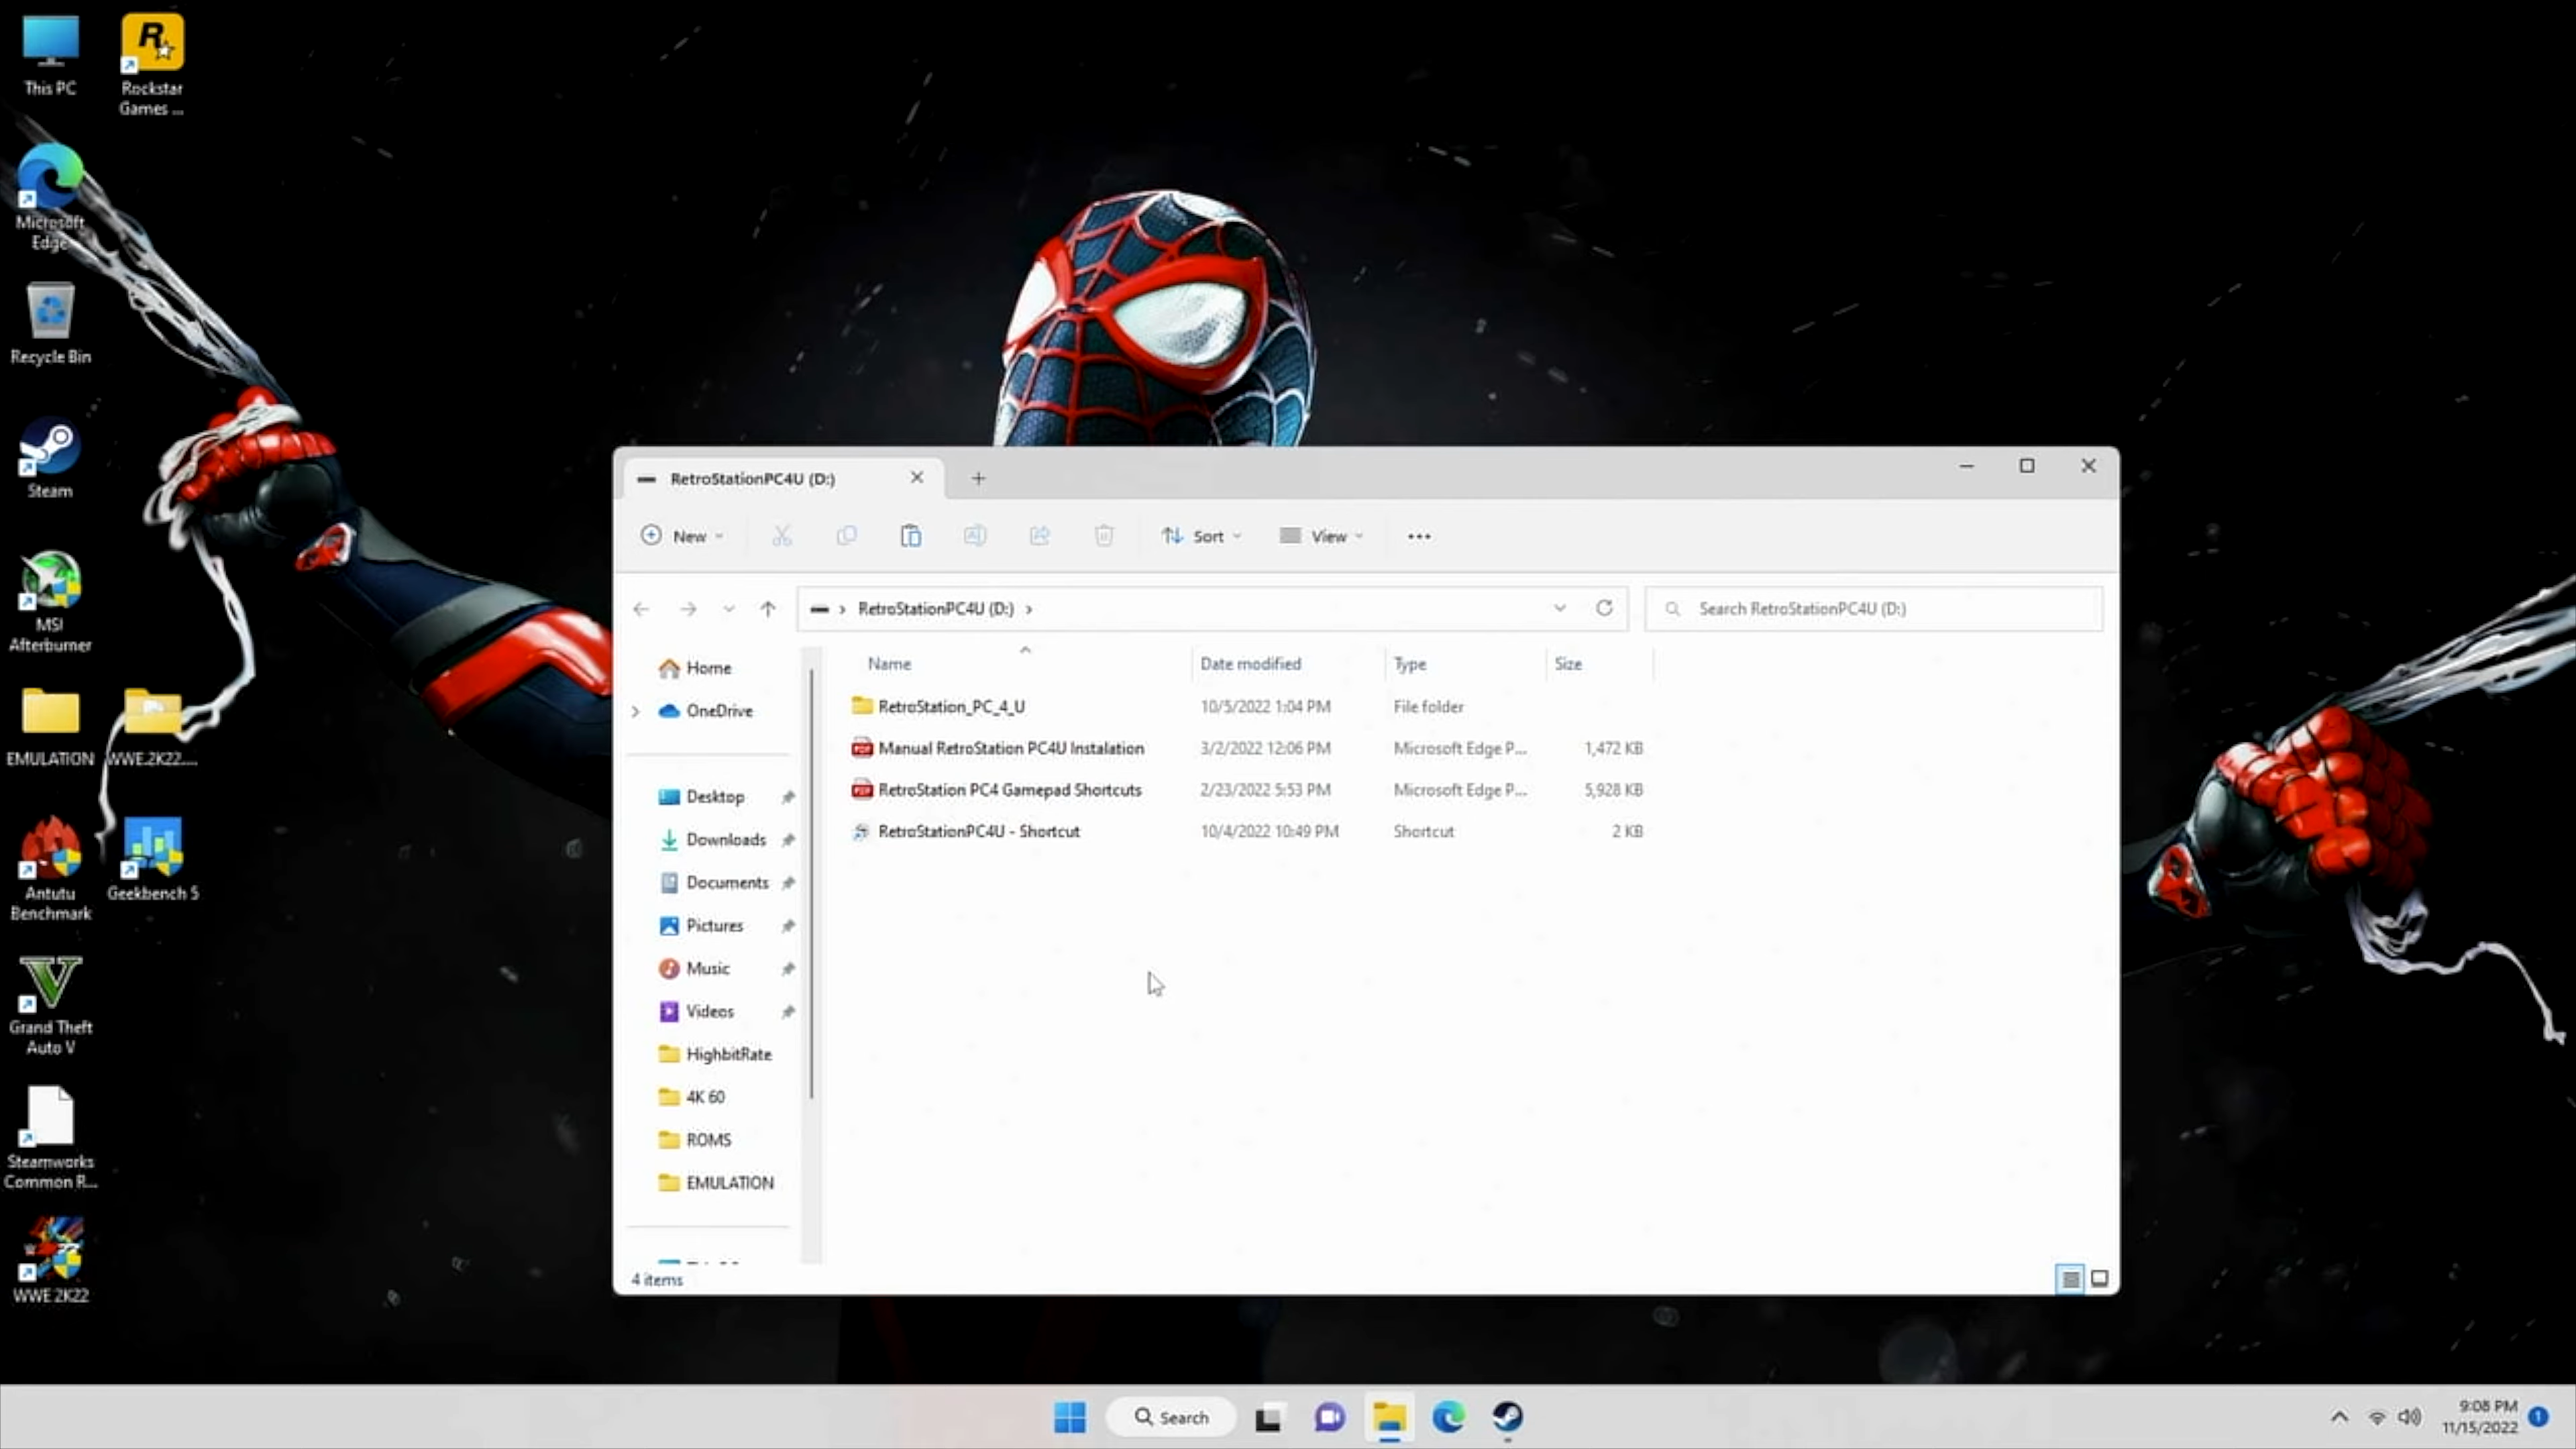 This PC
Rockstar
Games ...
Microsoft
Edge
Recycle Bin
Steam
MSI
Afterburner
EMULATION
WWE.2K22....
Antutu
Benchmark
Geekbench 5
Grand Theft
Auto V
Steamworks
Common R...
WWE 2K22
RetroStationPC4U (D:)
New
Sort
View
RetroStationPC4U (D:)
Search RetroStationPC4U (D:)
Home
OneDrive
Desktop
Downloads
Documents
Pictures
Music
Videos
HighbitRate
4K 60
ROMS
EMULATION
Name Date modified Type Size
RetroStation_PC_4_U 10/5/2022 1:04 PM File folder
Manual RetroStation PC4U Instalation 3/2/2022 12:06 PM Microsoft Edge P... 1,472 KB
RetroStation PC4 Gamepad Shortcuts 2/23/2022 5:53 PM Microsoft Edge P... 5,928 KB
RetroStationPC4U - Shortcut 10/4/2022 10:49 PM Shortcut 2 KB
4 items
Search
9:08 PM
11/15/2022
1